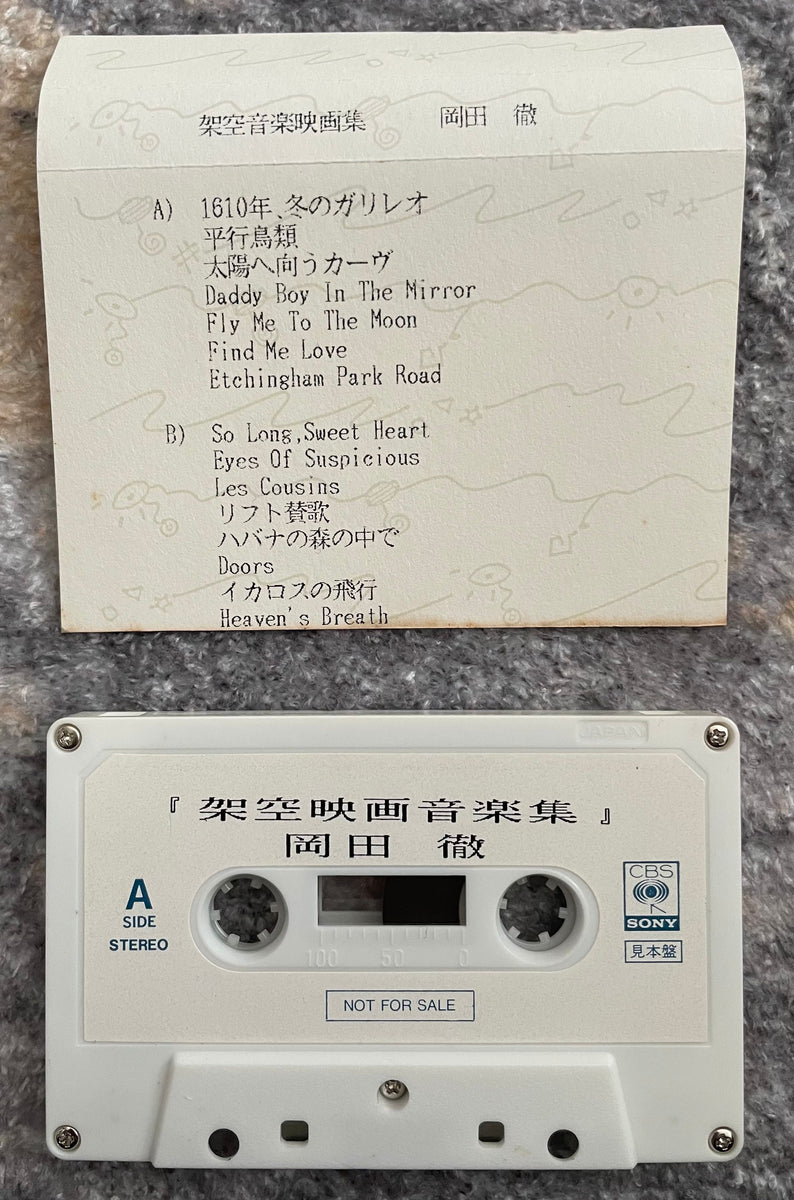 架空音楽映画集 岡田 徹
A) 1610年、冬のガリレオ
平行鳥類
太陽へ向うカーヴ
Daddy Boy In The Mirror
Fly Me To The Moon
Find Me Love
Etchingham Park Road
B) So Long,Sweet Heart
Eyes Of Suspicious
Les Cousins
リフト賛歌
ハバナの森の中で
Doors
イカロスの飛行
Heaven's Breath
JAPAN
『架空映画音楽集』
岡田 徹
A
SIDE
STEREO
CBS
SONY
見本盤
100 50 0
NOT FOR SALE